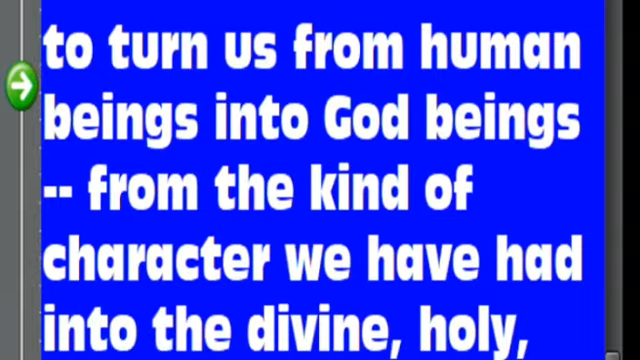 to turn us from human
beings into God beings
-- from the kind of
character we have had
into the divine, holy,